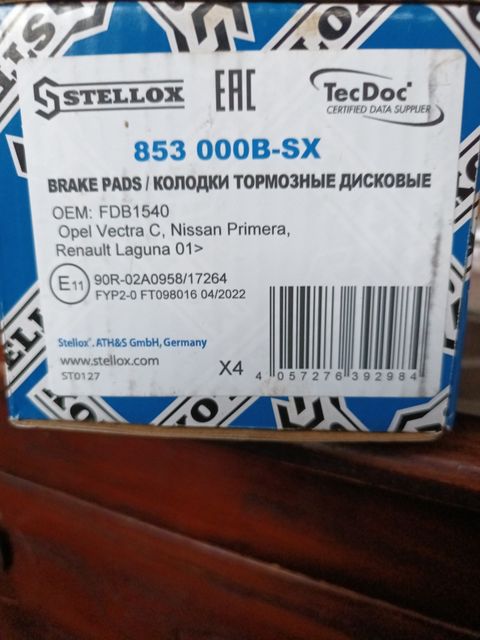 STELLOX
EAC
TecDoc
CERTIFIED DATA SUPPLIER
853 000B-SX
BRAKE PADS / КОЛОДКИ ТОРМОЗНЫЕ ДИСКОВЫЕ
OEM: FDB1540
Opel Vectra C, Nissan Primera,
Renault Laguna 01>
E11 90R-02A0958/17264
FYP2-0 FT098016 04/2022
Stellox®. ATH&S GmbH, Germany
www.stellox.com
ST0127
X4
4 057276 392984